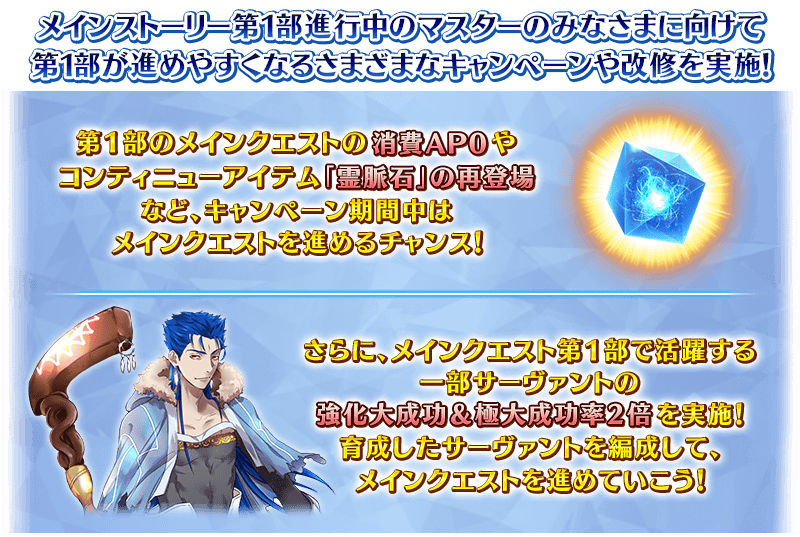 メインストーリー第1部進行中のマスターのみなさまに向けて
第1部が進めやすくなるさまざまなキャンペーンや改修を実施!
第1部のメインクエストの消費AP0や
コンティニューアイテム「霊脈石」の再登場
など、キャンペーン期間中は
メインクエストを進めるチャンス!
さらに、メインクエスト第1部で活躍する
一部サーヴァントの
強化大成功&極大成功率2倍を実施!
育成したサーヴァントを編成して、
メインクエストを進めていこう!